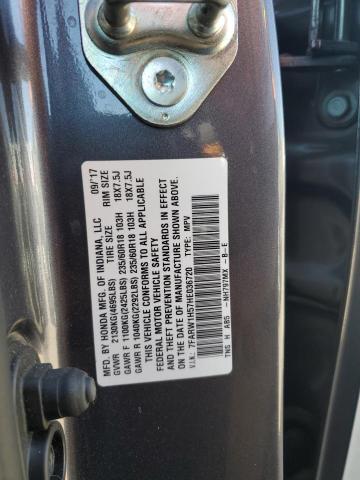 MFD. BY HONDA MFG. OF INDIANA, LLC 09/17
GVWR 2130KG(4695LBS) TIRE SIZE RIM SIZE
GAWR F 1100KG(2425LBS) 235/60R18 103H 18X7.5J
GAWR R 1040KG(2292LBS) 235/60R18 103H 18X7.5J
THIS VEHICLE CONFORMS TO ALL APPLICABLE
FEDERAL MOTOR VEHICLE SAFETY
AND THEFT PREVENTION STANDARDS IN EFFECT
ON THE DATE OF MANUFACTURE SHOWN ABOVE.
V.I.N.: 7FARW1H57HE036720 TYPE: MPV
TNS H AB5 -NH797MX -B-E